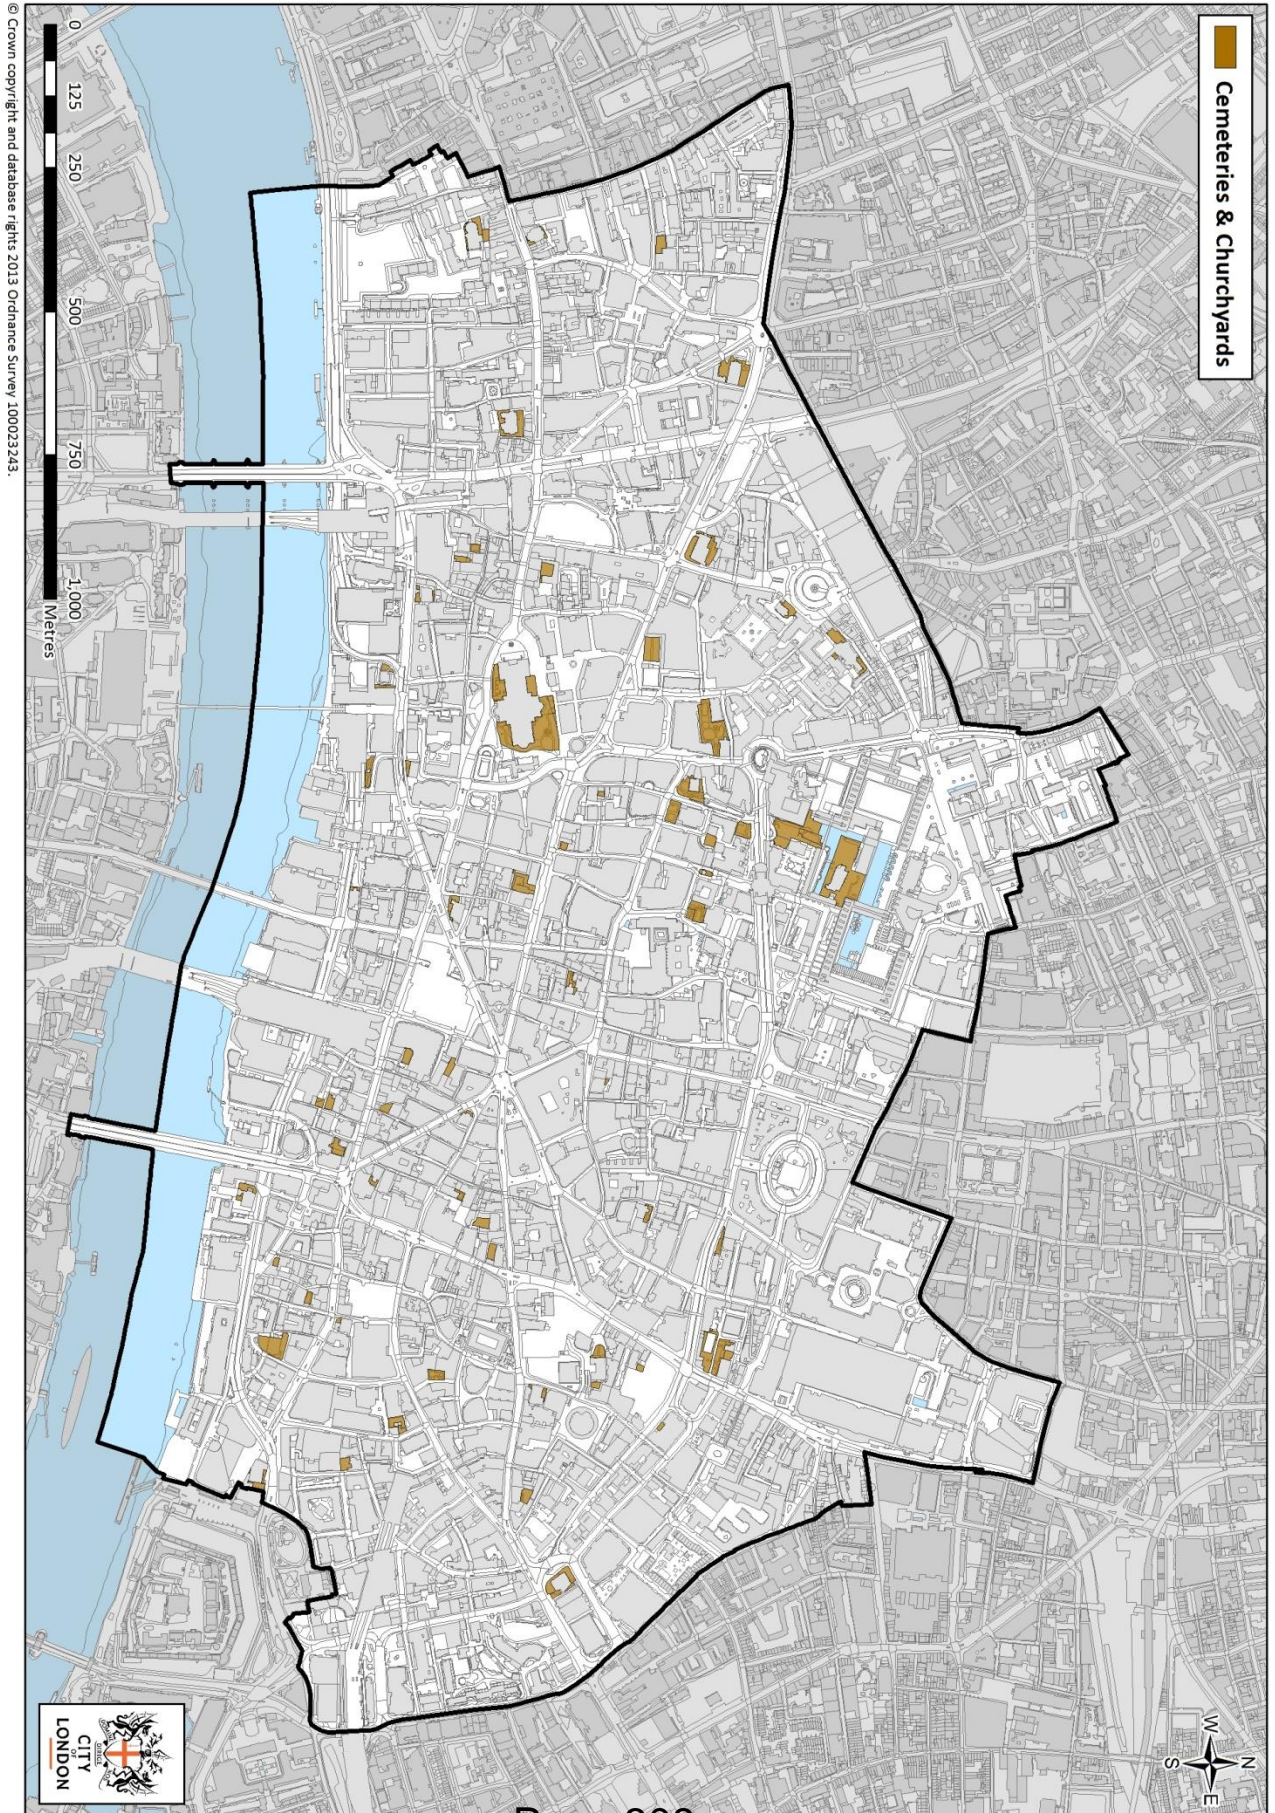 Cemeteries & Churchyards
N
W
E
S
0
125
250
500
750
1,000
Metres
© Crown copyright and database rights 2013 Ordnance Survey 100023243.
CITY
OF
LONDON